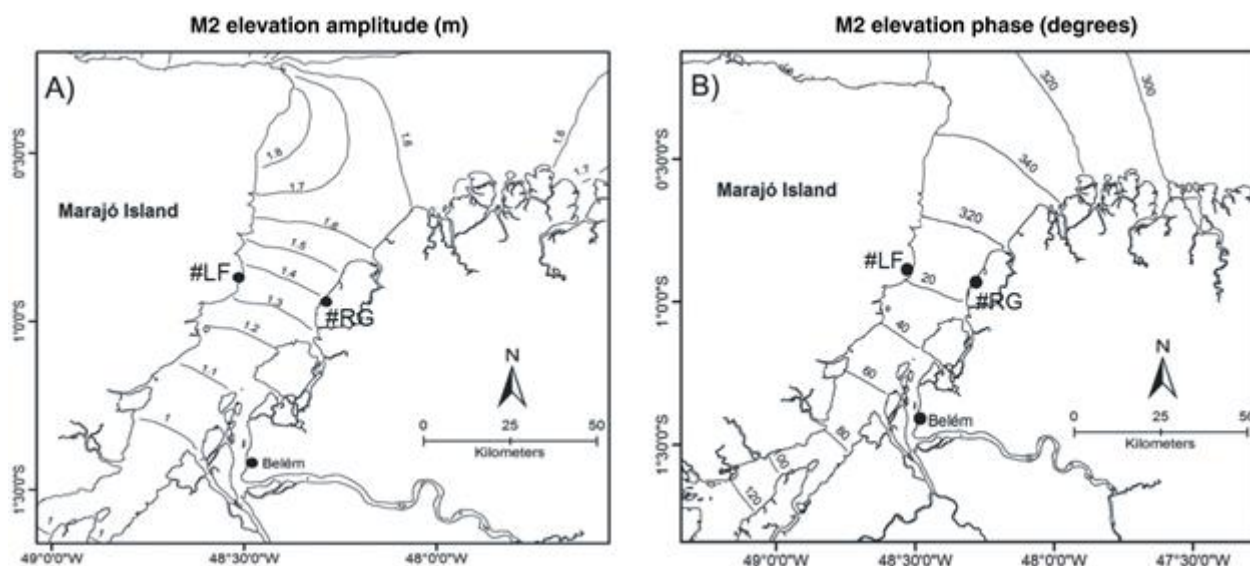 M2 elevation amplitude (m)
A)
1.8
1.7
1.6
1.6
1.7
1.6
1.5
1.4
1.3
1.2
1.1
1
1
1
Marajó Island
#LF
#RG
Belém
N
0 25 50
Kilometers
0°30'0"S
1°0'0"S
1°30'0"S
49°0'0"W 48°30'0"W 48°0'0"W
M2 elevation phase (degrees)
B)
320
300
340
320
20
40
60
80
100
120
Marajó Island
#LF
#RG
Belém
N
0 25 50
Kilometers
0°30'0"S
1°0'0"S
1°30'0"S
49°0'0"W 48°30'0"W 48°0'0"W 47°30'0"W